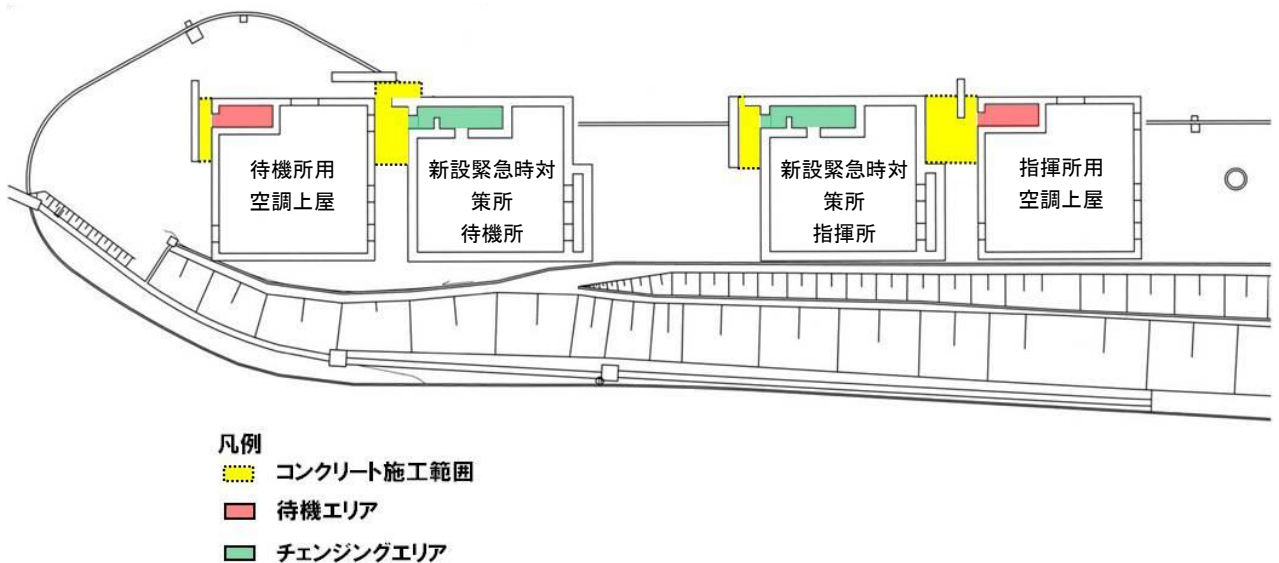 待機所用
空調上屋
新設緊急時対
策所
待機所
新設緊急時対
策所
指揮所
指揮所用
空調上屋
凡例
コンクリート施工範囲
待機エリア
チェンジングエリア